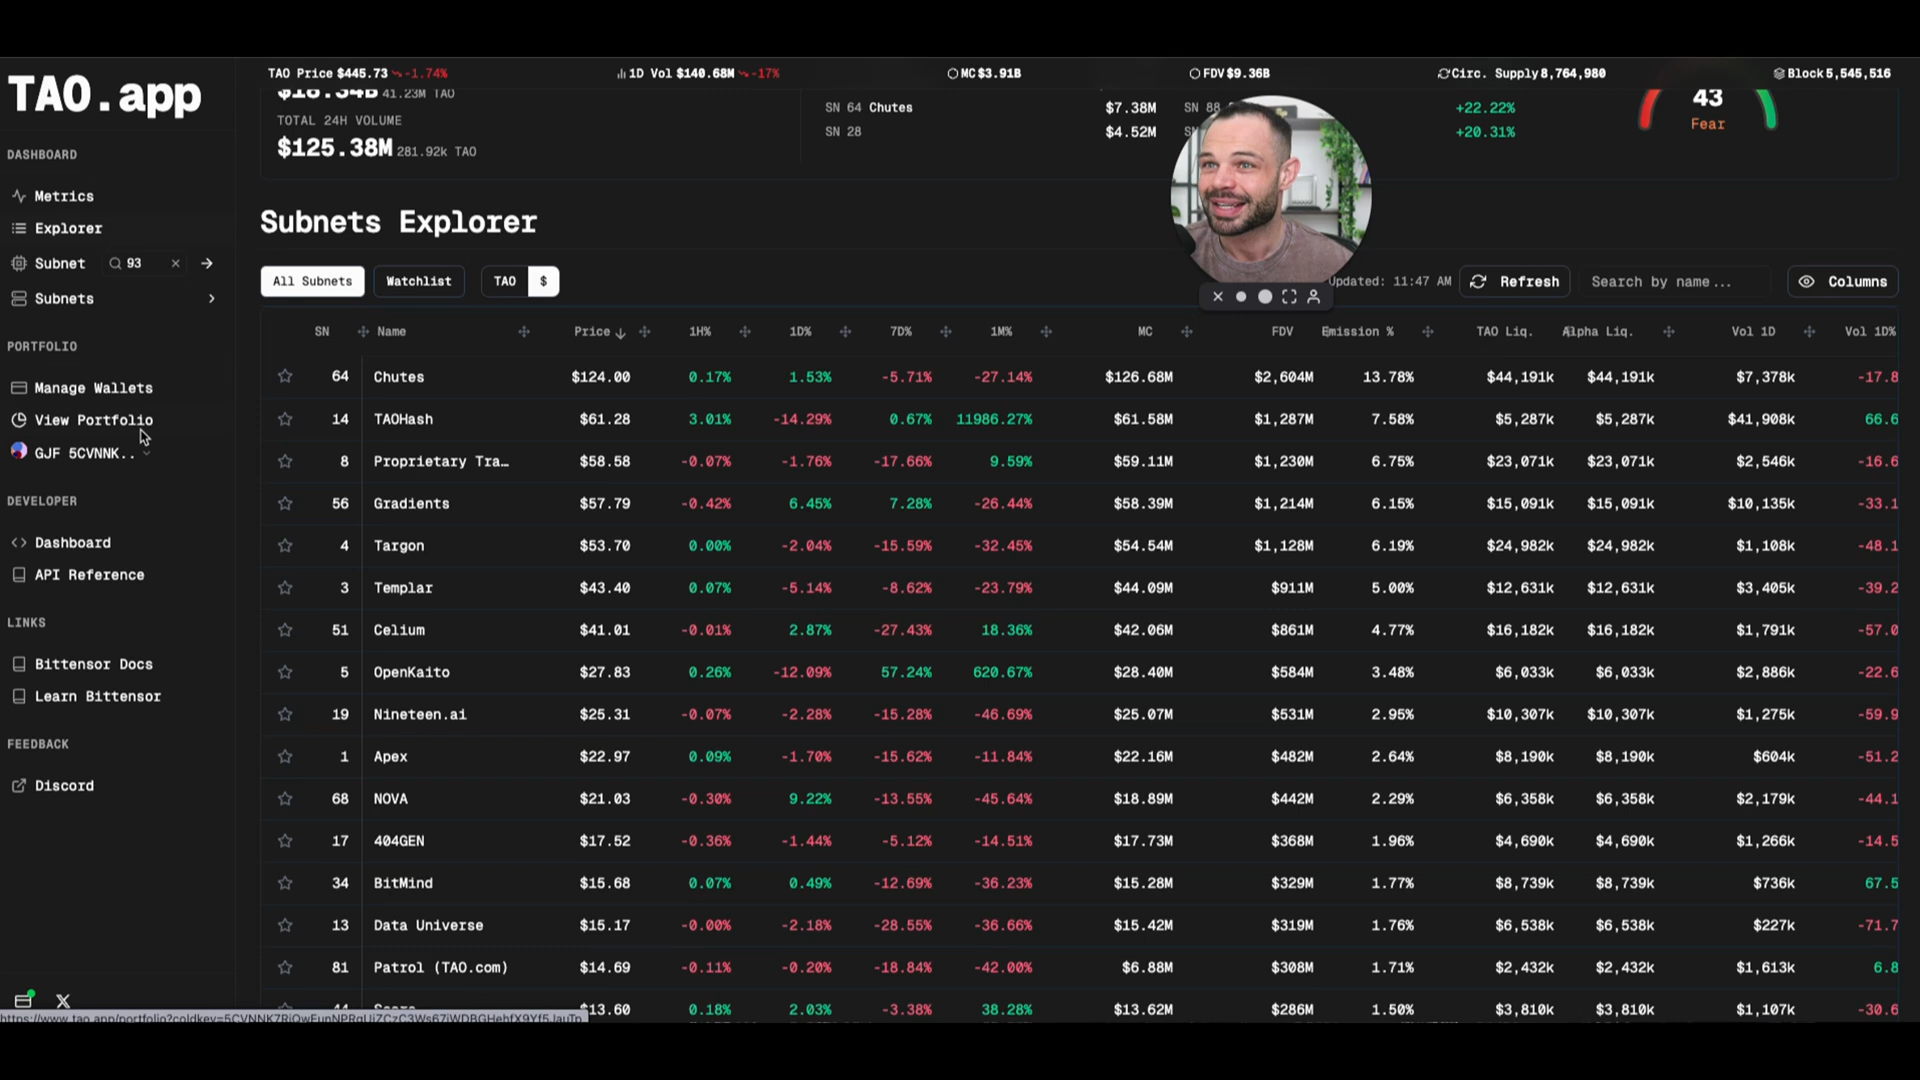 TAO.app
TAO Price $445.73 -1.74%
1D Vol $140.68M -17%
MC $3.91B
FDV $9.36B
Circ. Supply 8,764,980
Block 5,545,516
41.23M TAO
TOTAL 24H VOLUME
$125.38M 281.92k TAO
SN 64 Chutes $7.38M SN 88 +22.22%
SN 28 $4.52M +20.31%
43
Fear
DASHBOARD
Metrics
Explorer
Subnet 93
Subnets
PORTFOLIO
Manage Wallets
View Portfolio
GJF 5CVNNK..
DEVELOPER
Dashboard
API Reference
LINKS
Bittensor Docs
Learn Bittensor
FEEDBACK
Discord
Subnets Explorer
All Subnets Watchlist TAO $
Updated: 11:47 AM Refresh Search by name... Columns
SN Name Price 1H% 1D% 7D% 1M% MC FDV Emission % TAO Liq. Alpha Liq. Vol 1D Vol 1D%
64 Chutes $124.00 0.17% 1.53% -5.71% -27.14% $126.68M $2,604M 13.78% $44,191k $44,191k $7,378k -17.8
14 TAOHash $61.28 3.01% -14.29% 0.67% 11986.27% $61.58M $1,287M 7.58% $5,287k $5,287k $41,908k 66.6
8 Proprietary Tra… $58.58 -0.07% -1.76% -17.66% 9.59% $59.11M $1,230M 6.75% $23,071k $23,071k $2,546k -16.6
56 Gradients $57.79 -0.42% 6.45% 7.28% -26.44% $58.39M $1,214M 6.15% $15,091k $15,091k $10,135k -33.1
4 Targon $53.70 0.00% -2.04% -15.59% -32.45% $54.54M $1,128M 6.19% $24,982k $24,982k $1,108k -48.1
3 Templar $43.40 0.07% -5.14% -8.62% -23.79% $44.09M $911M 5.00% $12,631k $12,631k $3,405k -39.2
51 Celium $41.01 -0.01% 2.87% -27.43% 18.36% $42.06M $861M 4.77% $16,182k $16,182k $1,791k -57.0
5 OpenKaito $27.83 0.26% -12.09% 57.24% 620.67% $28.40M $584M 3.48% $6,033k $6,033k $2,886k -22.6
19 Nineteen.ai $25.31 -0.07% -2.28% -15.28% -46.69% $25.07M $531M 2.95% $10,307k $10,307k $1,275k -59.9
1 Apex $22.97 0.09% -1.70% -15.62% -11.84% $22.16M $482M 2.64% $8,190k $8,190k $604k -51.2
68 NOVA $21.03 -0.30% 9.22% -13.55% -45.64% $18.89M $442M 2.29% $6,358k $6,358k $2,179k -44.1
17 404GEN $17.52 -0.36% -1.44% -5.12% -14.51% $17.73M $368M 1.96% $4,690k $4,690k $1,266k -14.5
34 BitMind $15.68 0.07% 0.49% -12.69% -36.23% $15.28M $329M 1.77% $8,739k $8,739k $736k 67.5
13 Data Universe $15.17 -0.00% -2.18% -28.55% -36.66% $15.42M $319M 1.76% $6,538k $6,538k $227k -71.7
81 Patrol (TAO.com) $14.69 -0.11% -0.20% -18.84% -42.00% $6.88M $308M 1.71% $2,432k $2,432k $1,613k 6.8
44 Score 13.60 0.18% 2.03% -3.38% 38.28% $13.62M $286M 1.50% $3,810k $3,810k $1,107k -30.6